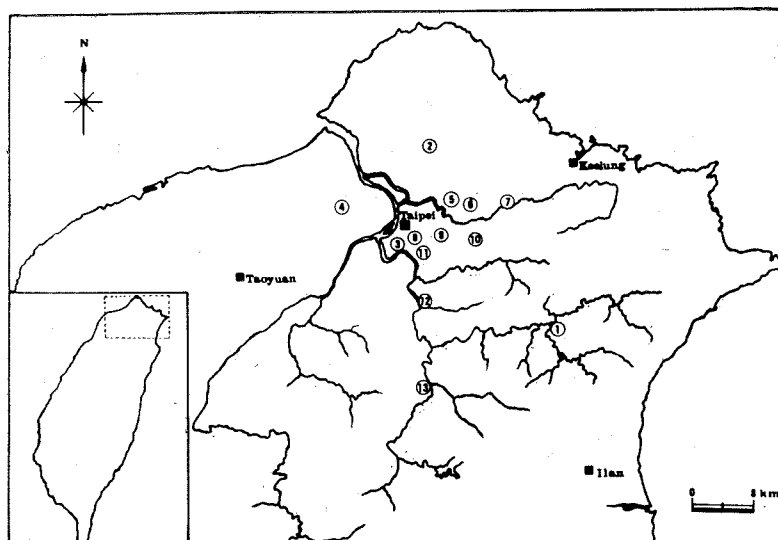 N
②
Keelung
④
⑤
⑥
⑦
Taipei
③
⑧
⑨
⑩
⑪
Taoyuan
⑫
①
⑬
Ilan
0 8 km